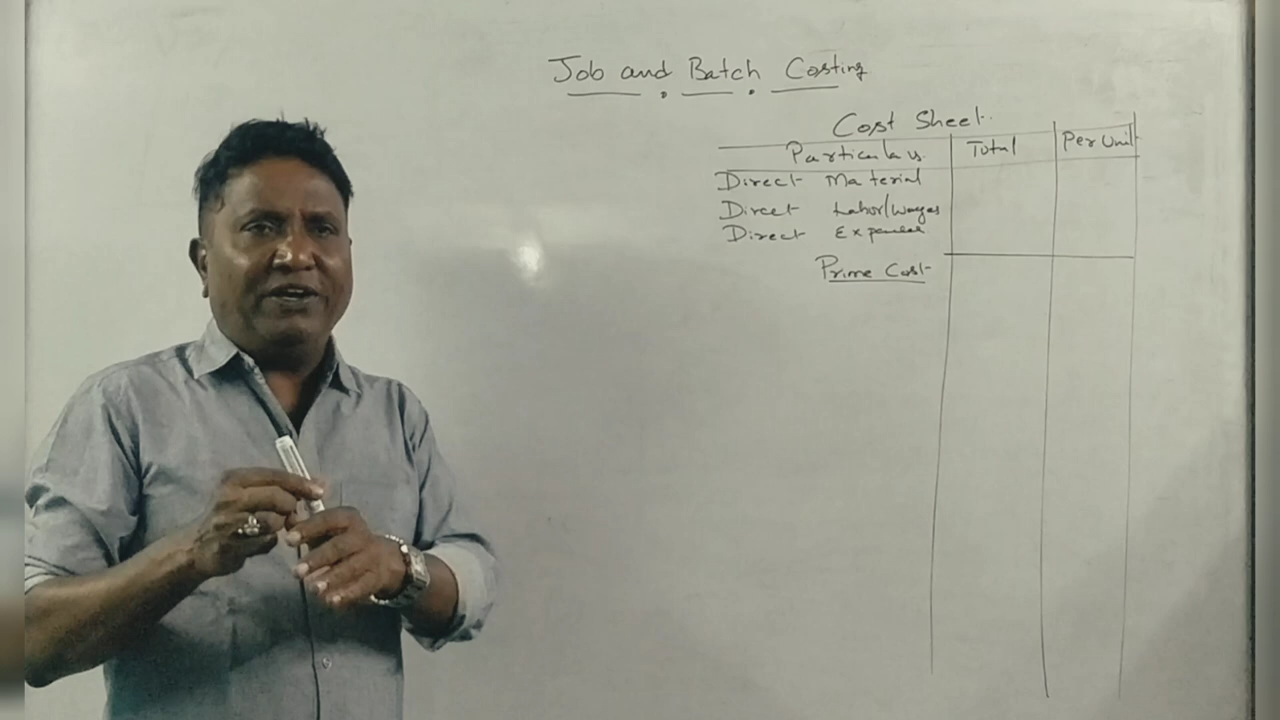 Job and Batch Costing
Cost Sheet
Particulars Total Per Unit
Direct Material
Direct Labor/Wages
Direct Expenses
Prime Cost